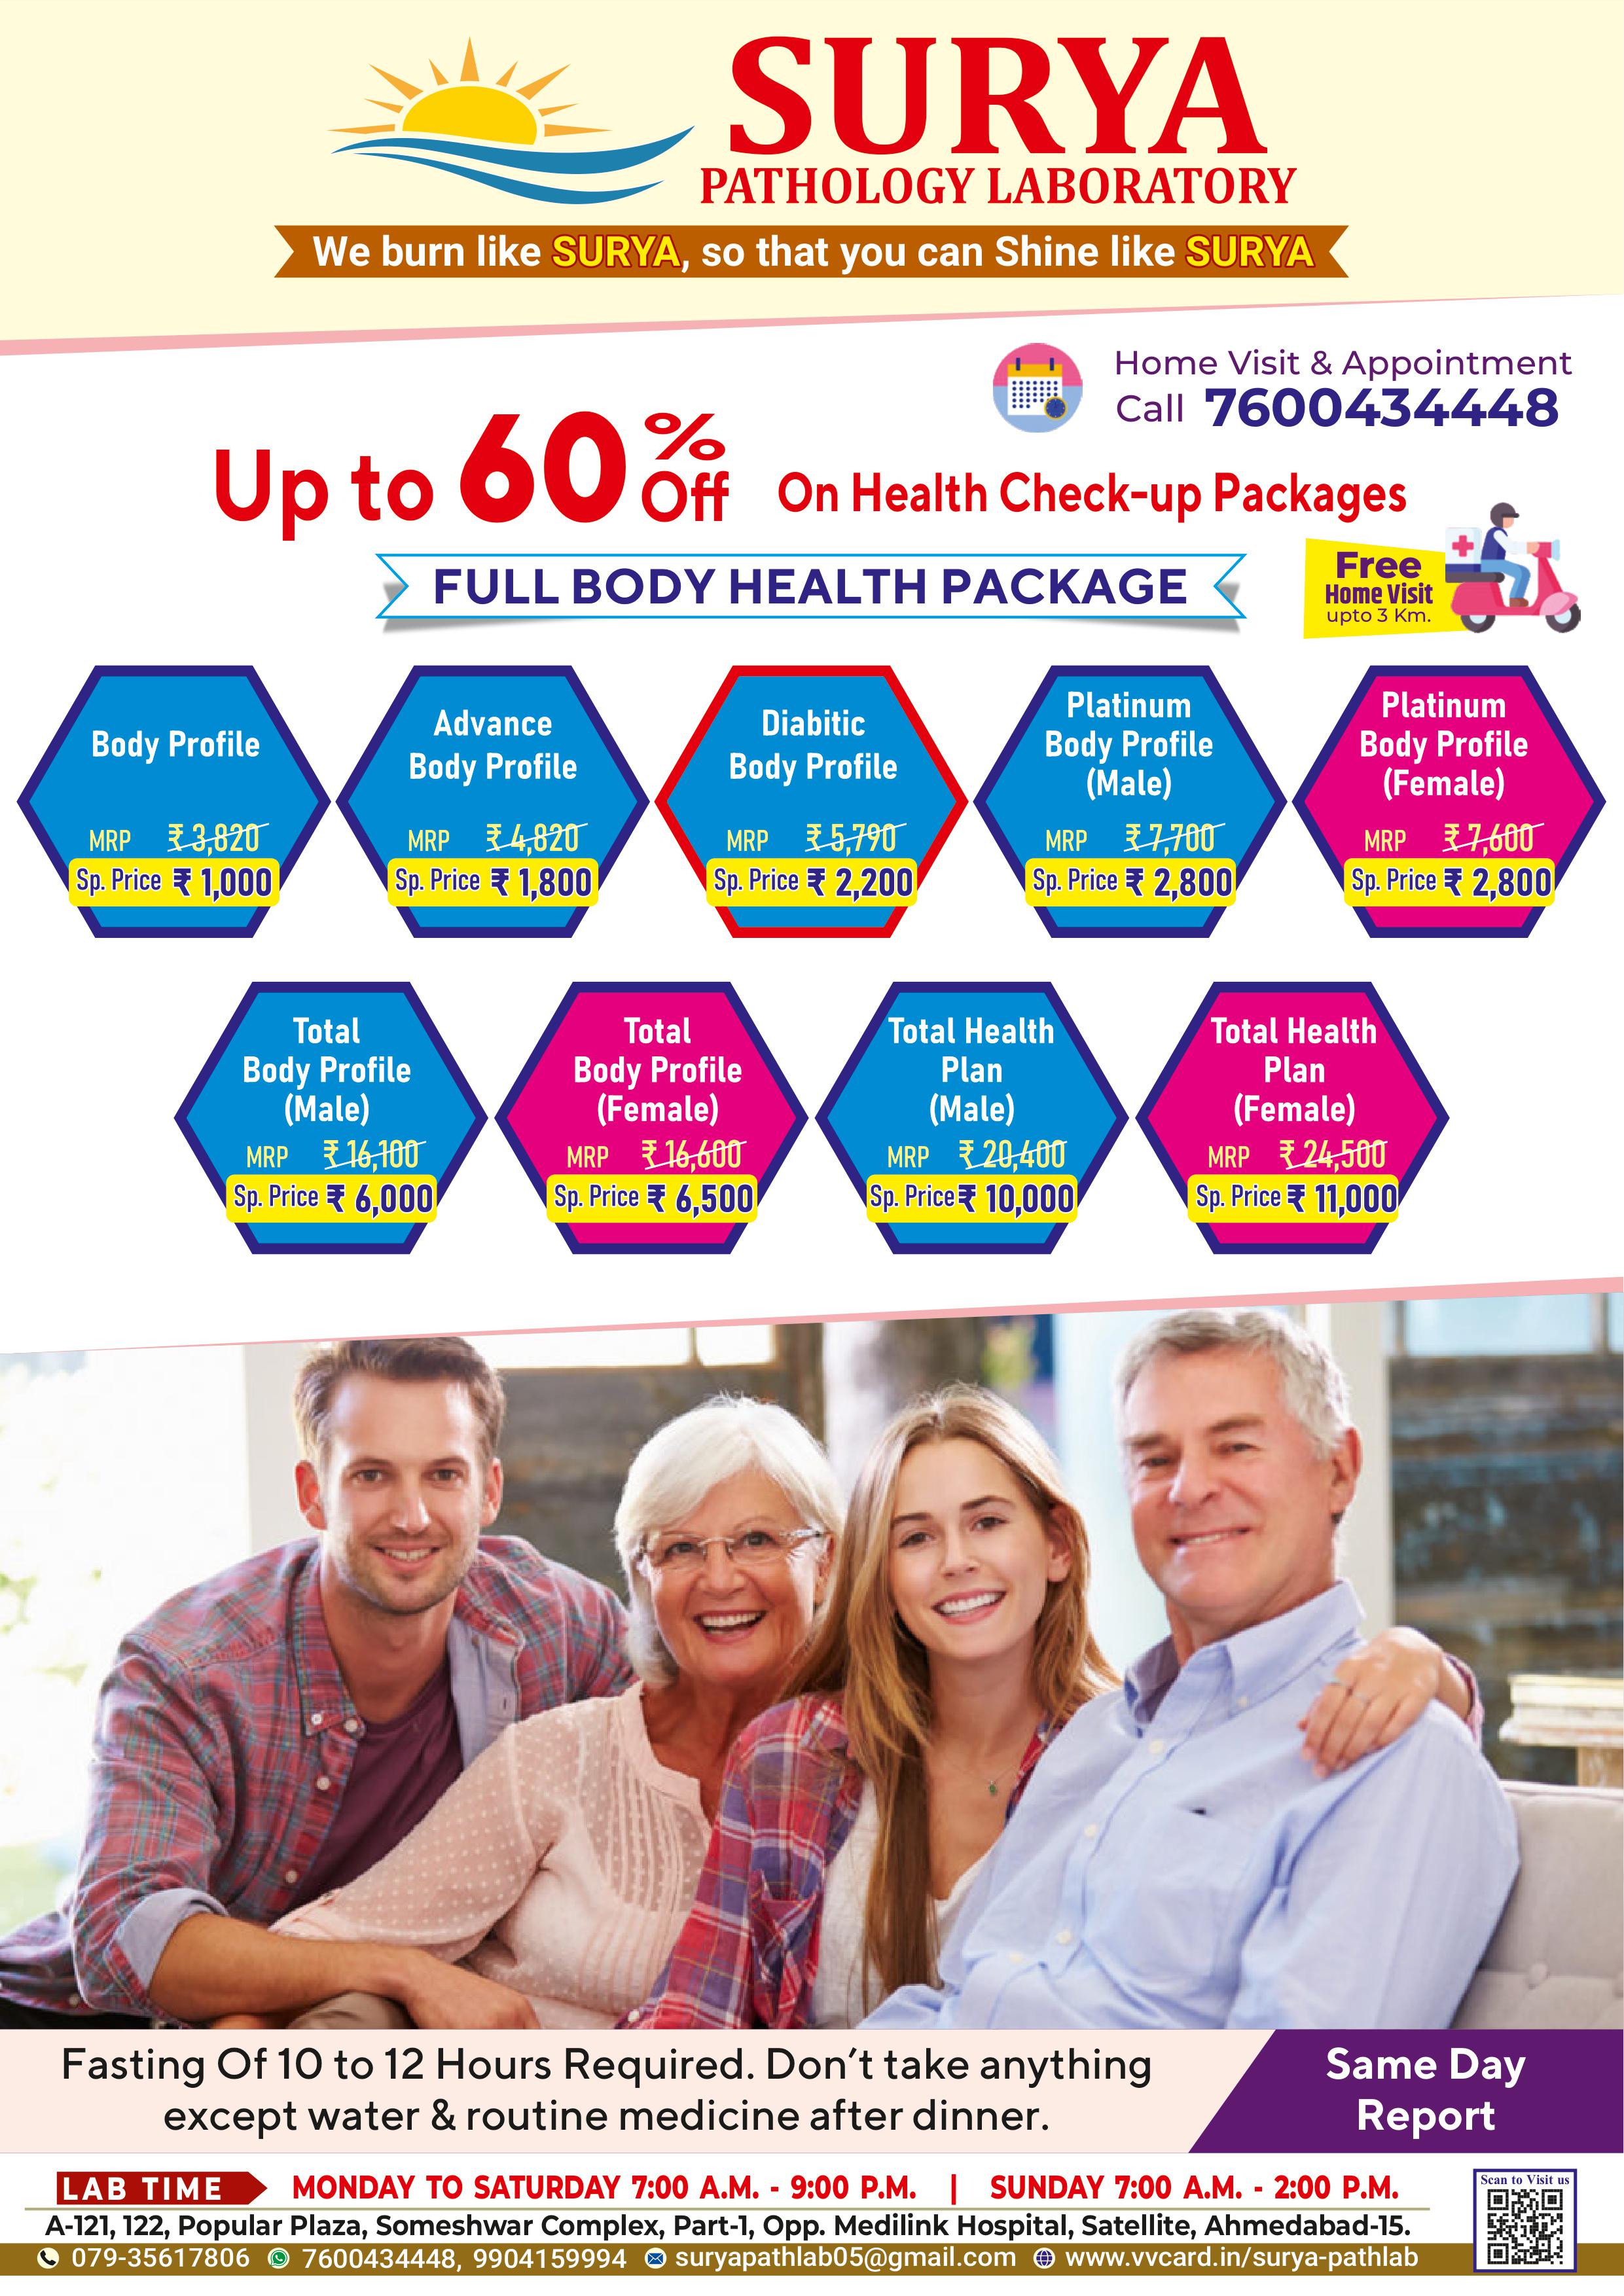 SURYA
PATHOLOGY LABORATORY
We burn like SURYA, so that you can Shine like SURYA
Home Visit & Appointment
Call 7600434448
Up to 60% Off On Health Check-up Packages
FULL BODY HEALTH PACKAGE
Free
Home Visit
upto 3 Km.
Body Profile
MRP ₹ 3,820
Sp. Price ₹ 1,000
Advance
Body Profile
MRP ₹ 4,820
Sp. Price ₹ 1,800
Diabitic
Body Profile
MRP ₹ 5,790
Sp. Price ₹ 2,200
Platinum
Body Profile
(Male)
MRP ₹ 7,700
Sp. Price ₹ 2,800
Platinum
Body Profile
(Female)
MRP ₹ 7,600
Sp. Price ₹ 2,800
Total
Body Profile
(Male)
MRP ₹ 16,100
Sp. Price ₹ 6,000
Total
Body Profile
(Female)
MRP ₹ 16,600
Sp. Price ₹ 6,500
Total Health
Plan
(Male)
MRP ₹ 20,400
Sp. Price ₹ 10,000
Total Health
Plan
(Female)
MRP ₹ 24,500
Sp. Price ₹ 11,000
Fasting Of 10 to 12 Hours Required. Don't take anything
except water & routine medicine after dinner.
Same Day
Report
LAB TIME MONDAY TO SATURDAY 7:00 A.M. - 9:00 P.M. | SUNDAY 7:00 A.M. - 2:00 P.M.
Scan to Visit us
A-121, 122, Popular Plaza, Someshwar Complex, Part-1, Opp. Medilink Hospital, Satellite, Ahmedabad-15.
079-35617806 7600434448, 9904159994 suryapathlab05@gmail.com www.vvcard.in/surya-pathlab